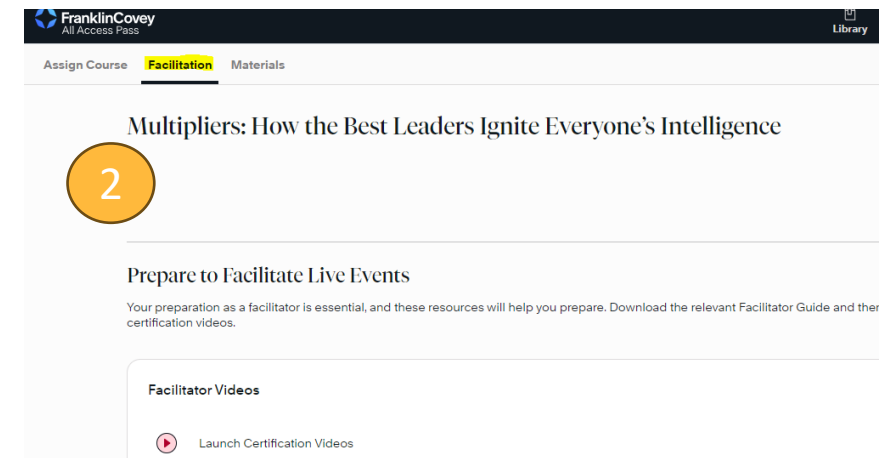 FranklinCovey
All Access Pass
Library
Assign Course Facilitation Materials
Multipliers: How the Best Leaders Ignite Everyone's Intelligence
2
Prepare to Facilitate Live Events
Your preparation as a facilitator is essential, and these resources will help you prepare. Download the relevant Facilitator Guide and
certification videos.
Facilitator Videos
Launch Certification Videos